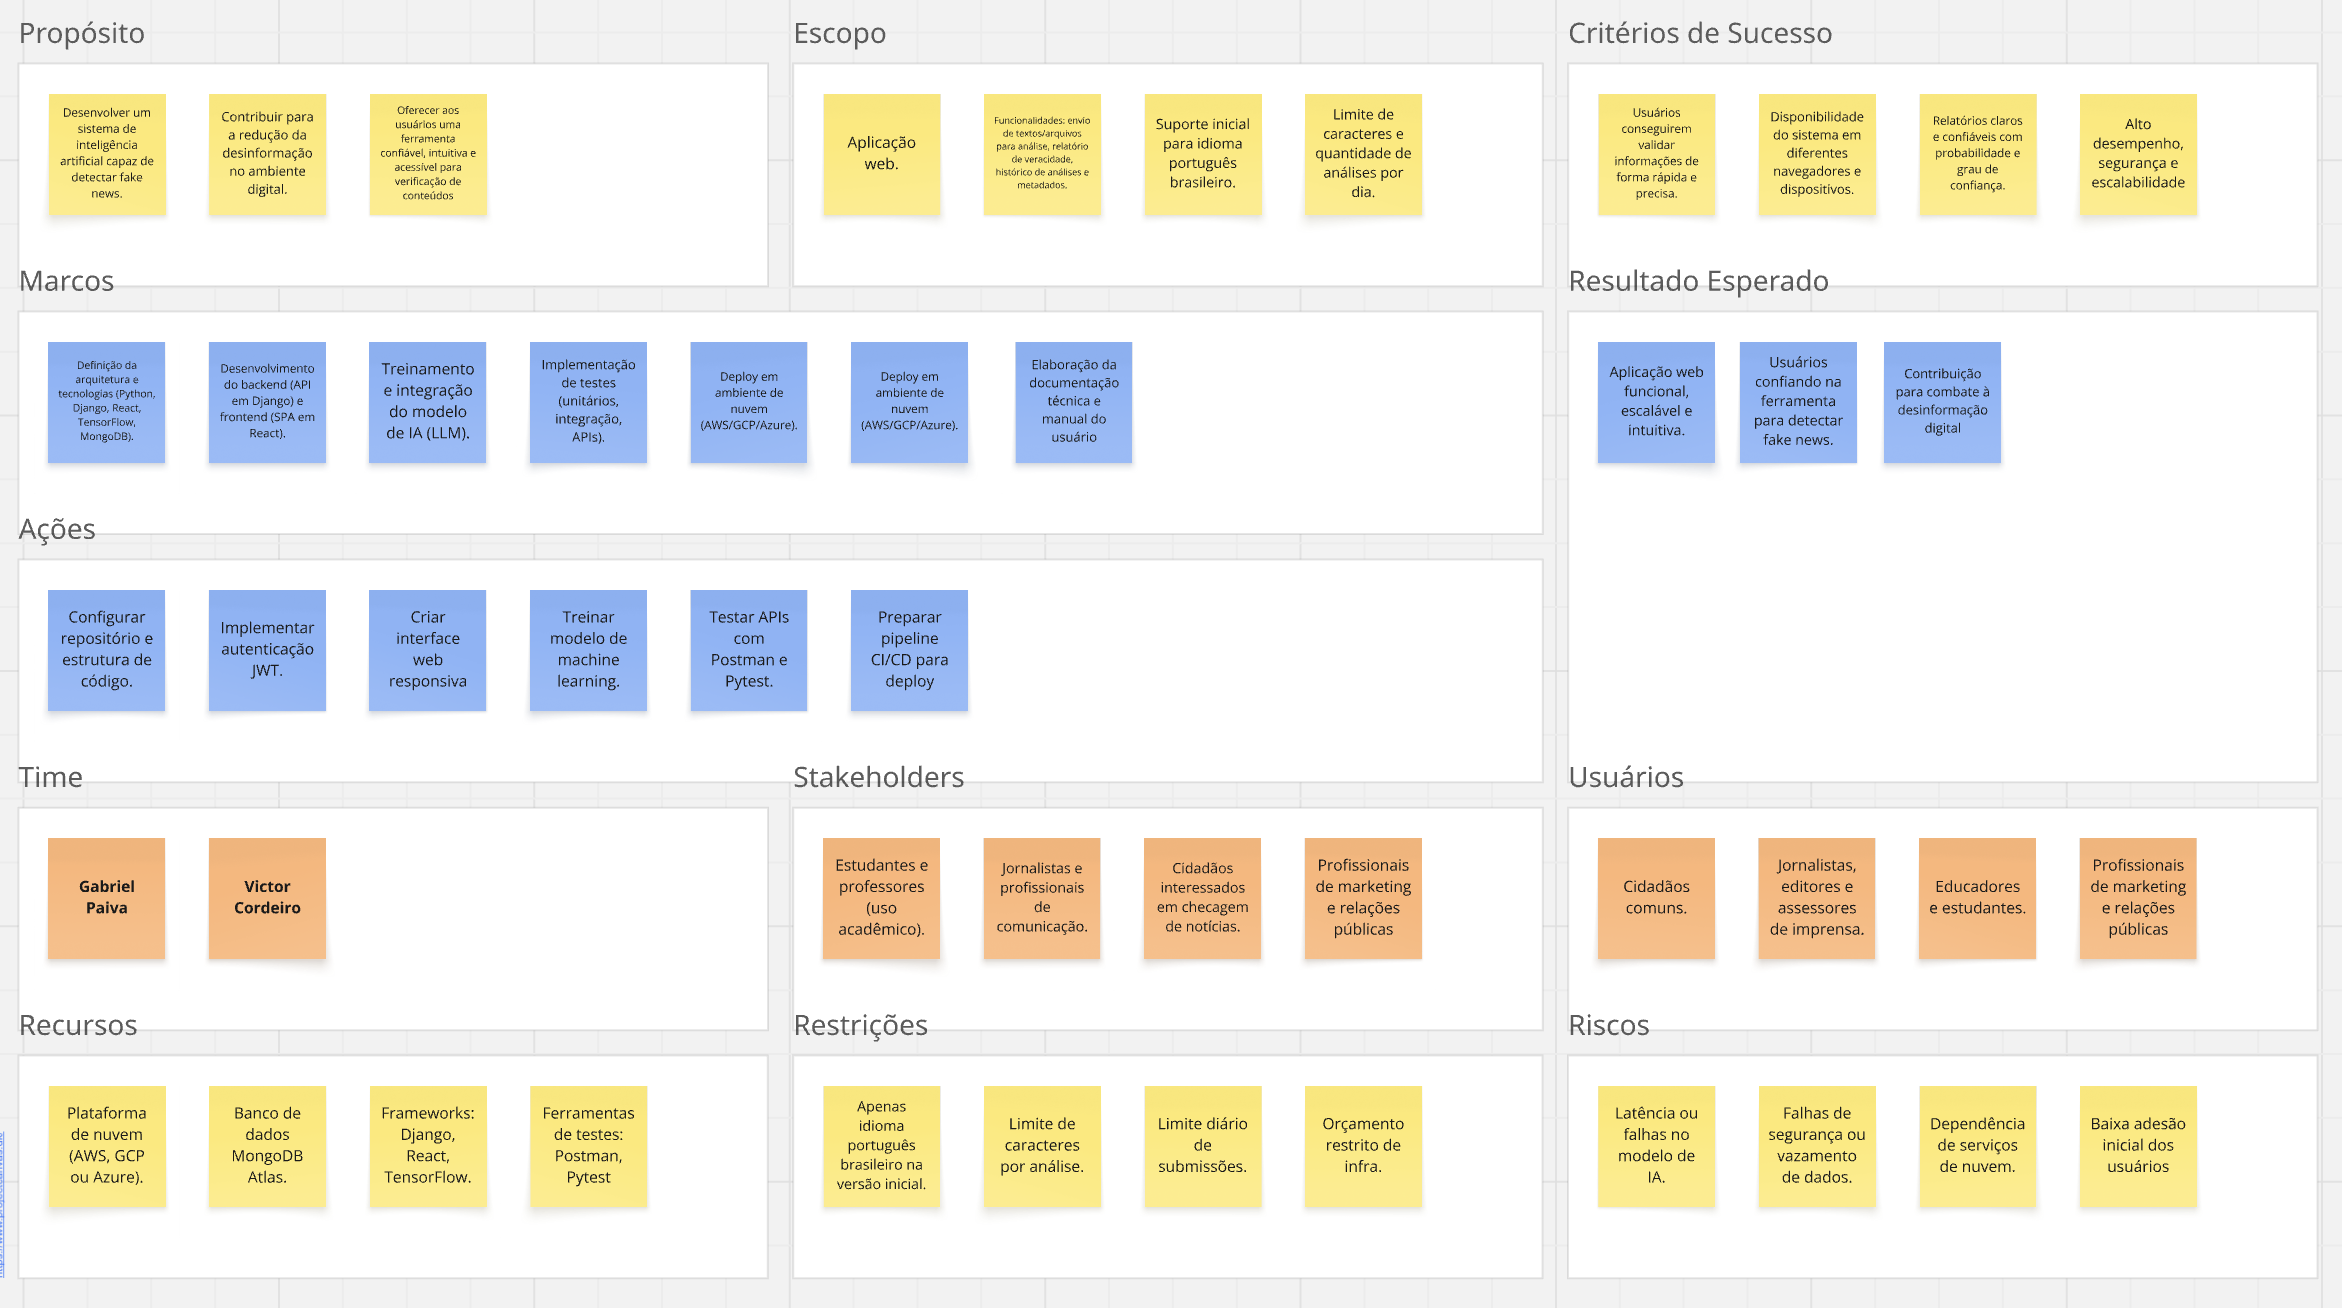 Propósito
Desenvolver um
sistema de
inteligência
artificial capaz de
detectar fake
news.
Contribuir para
a redução da
desinformação
no ambiente
digital.
Oferecer aos
usuários uma
ferramenta
confiável, intuitiva e
acessível para
verificação de
conteúdos
Escopo
Aplicação
web.
Funcionalidades: envio
de textos/arquivos
para análise, relatório
de veracidade,
histórico de análises e
metadados.
Suporte inicial
para idioma
português
brasileiro.
Limite de
caracteres e
quantidade de
análises por
dia.
Critérios de Sucesso
Usuários
conseguirem
validar
informações de
forma rápida e
precisa.
Disponibilidade
do sistema em
diferentes
navegadores e
dispositivos.
Relatórios claros
e confiáveis com
probabilidade e
grau de
confiança.
Alto
desempenho,
segurança e
escalabilidade
Marcos
Definição da
arquitetura e
tecnologias (Python,
Django, React,
TensorFlow,
MongoDB).
Desenvolvimento
do backend (API
em Django) e
frontend (SPA em
React).
Treinamento
e integração
do modelo
de IA (LLM).
Implementação
de testes
(unitários,
integração,
APIs).
Deploy em
ambiente de
nuvem
(AWS/GCP/Azure).
Deploy em
ambiente de
nuvem
(AWS/GCP/Azure).
Elaboração da
documentação
técnica e
manual do
usuário
Resultado Esperado
Aplicação web
funcional,
escalável e
intuitiva.
Usuários
confiando na
ferramenta
para detectar
fake news.
Contribuição
para combate à
desinformação
digital
Ações
Configurar
repositório e
estrutura de
código.
Implementar
autenticação
JWT.
Criar
interface
web
responsiva
Treinar
modelo de
machine
learning.
Testar APIs
com
Postman e
Pytest.
Preparar
pipeline
CI/CD para
deploy
Time
Gabriel
Paiva
Victor
Cordeiro
Stakeholders
Estudantes e
professores
(uso
acadêmico).
Jornalistas e
profissionais
de
comunicação.
Cidadãos
interessados
em checagem
de notícias.
Profissionais
de marketing
e relações
públicas
Usuários
Cidadãos
comuns.
Jornalistas,
editores e
assessores
de imprensa.
Educadores
e estudantes.
Profissionais
de marketing
e relações
públicas
Recursos
Plataforma
de nuvem
(AWS, GCP
ou Azure).
Banco de
dados
MongoDB
Atlas.
Frameworks:
Django,
React,
TensorFlow.
Ferramentas
de testes:
Postman,
Pytest
Restrições
Apenas
idioma
português
brasileiro na
versão inicial.
Limite de
caracteres
por análise.
Limite diário
de
submissões.
Orçamento
restrito de
infra.
Riscos
Latência ou
falhas no
modelo de
IA.
Falhas de
segurança ou
vazamento
de dados.
Dependência
de serviços
de nuvem.
Baixa adesão
inicial dos
usuários